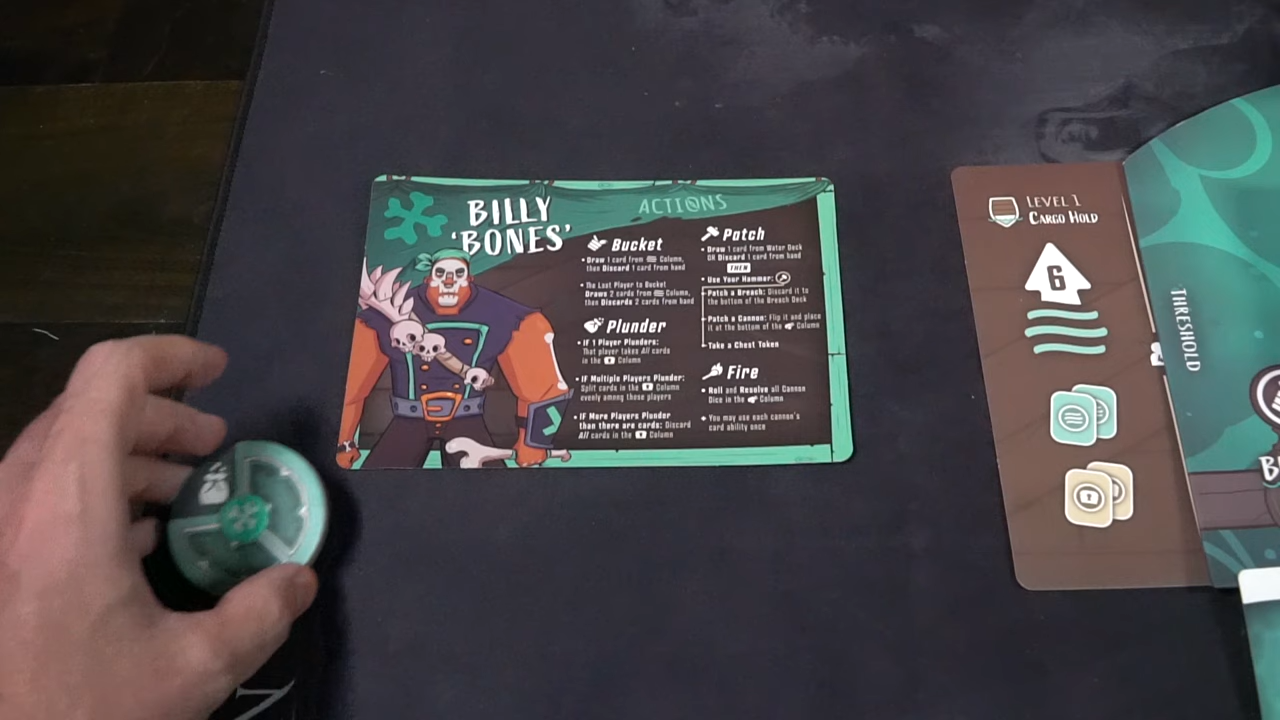 BILLY
'BONES'
ACTIONS
Bucket
• Draw 1 card from Column,
then Discard 1 card from hand
• The Last Player to Bucket
Draws 2 cards from Column,
then Discards 2 cards from hand
Plunder
• IF 1 Player Plunders:
That player takes All cards
in the Column
• IF Multiple Players Plunder:
Split cards in the Column
evenly among these players
• IF More Players Plunder
than there are cards: Discard
All cards in the Column
Patch
• Draw 1 card from Water Deck
OR Discard 1 card from hand
THEN
• Use Your Hammer:
Patch a Breach: Discard it to
the bottom of the Breach Deck
Patch a Cannon: Flip it and place
it at the bottom of the Column
Take a Chest Token
Fire
• Roll and Resolve all Cannon
Dice in the Column
• You may use each cannon's
card ability once
LEVEL 1
CARGO HOLD
6
THRESHOLD
B